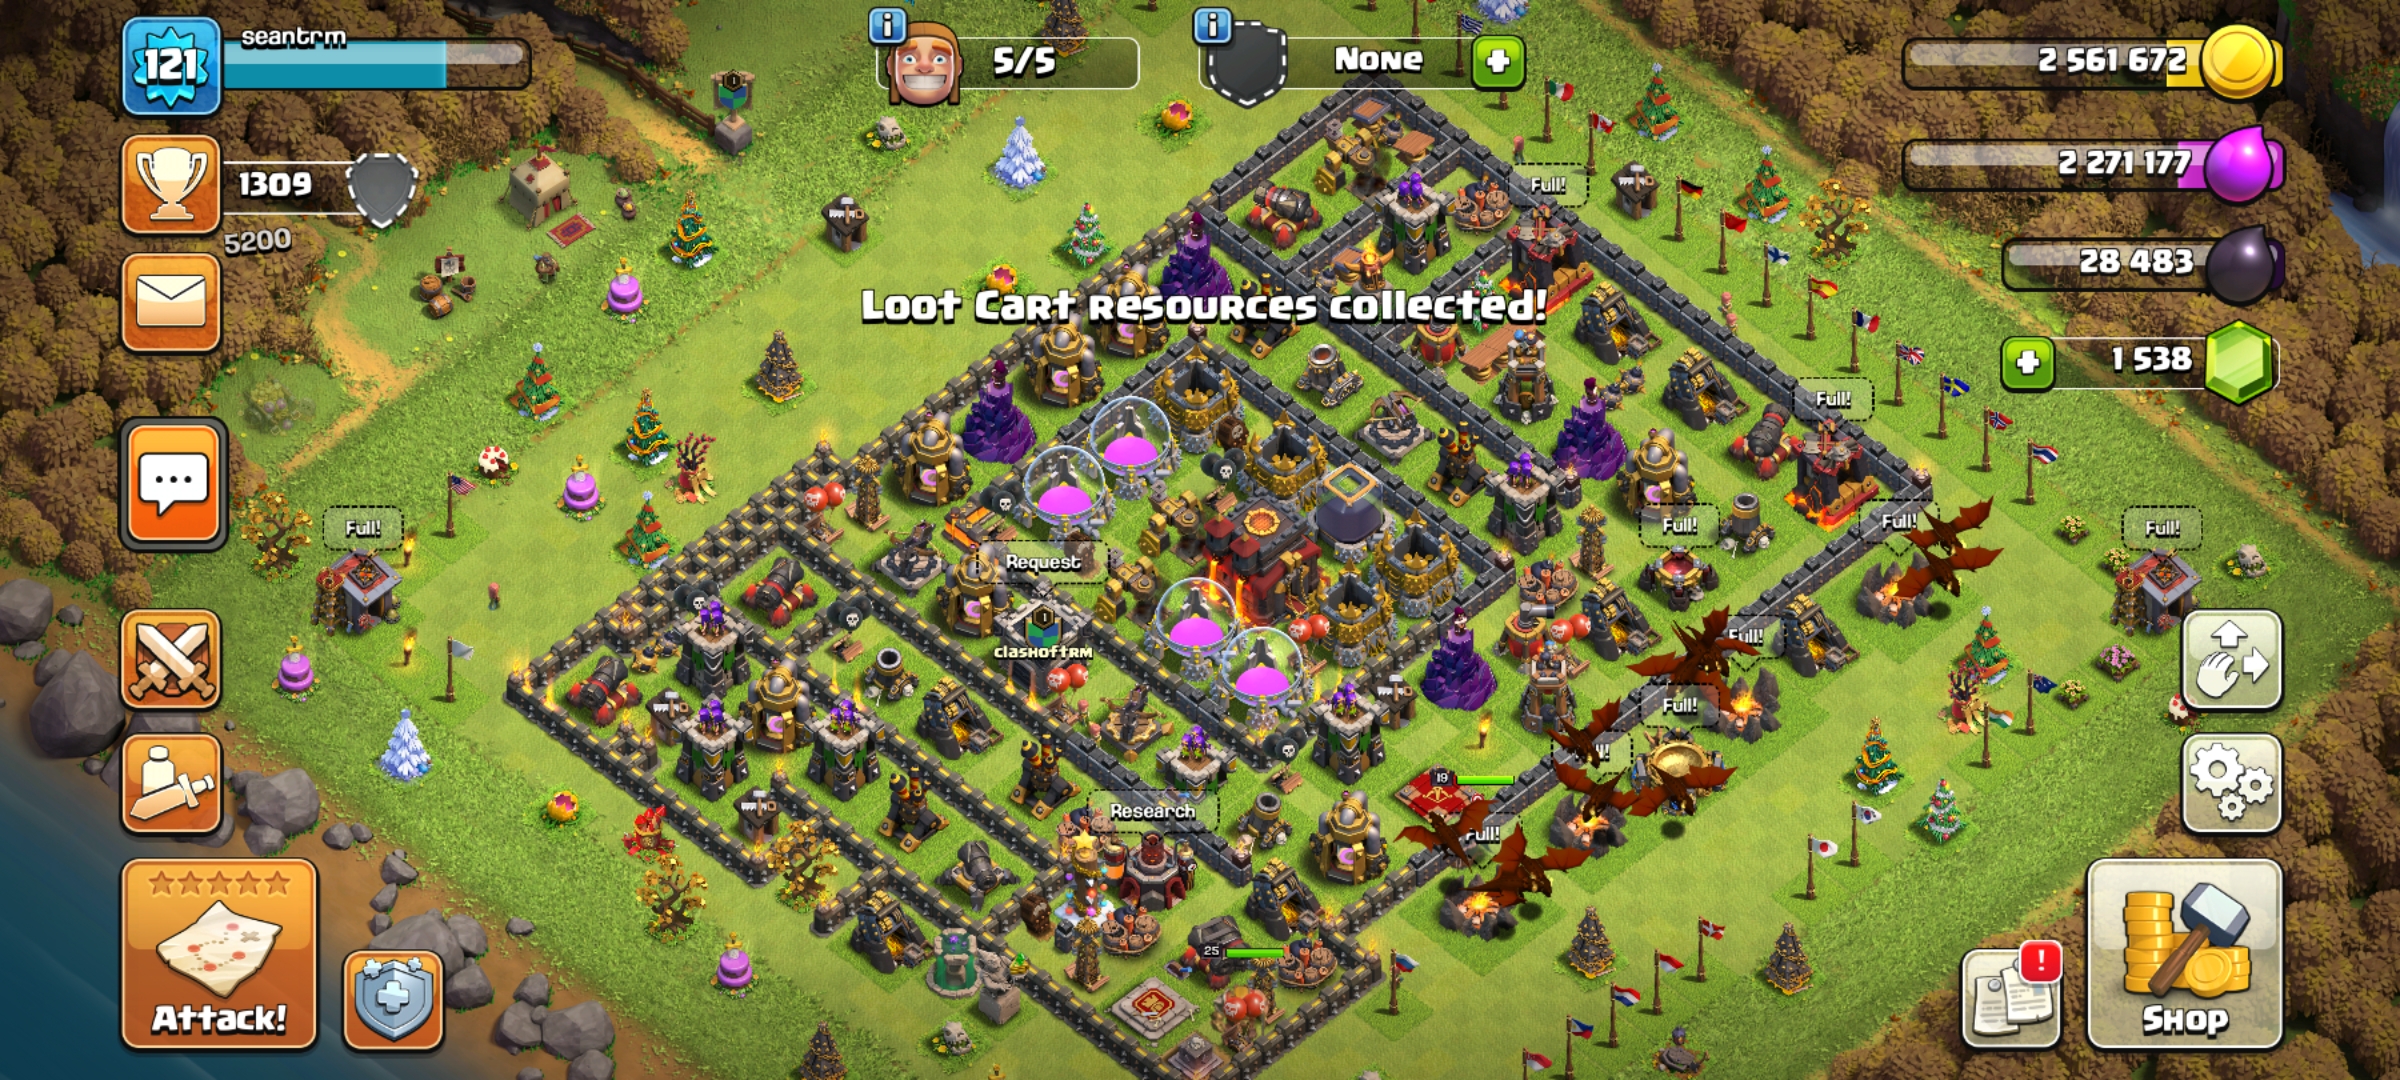 seantrm
121
5/5
None
2 561 672
1309
2 271 177
5200
28 483
1 538
Full!
Loot Cart resources collected!
Full!
Full!
Full!
Full!
Full!
Request
Full!
clashoftrm
Full!
19
Research
Full!
25
Attack!
!
Shop